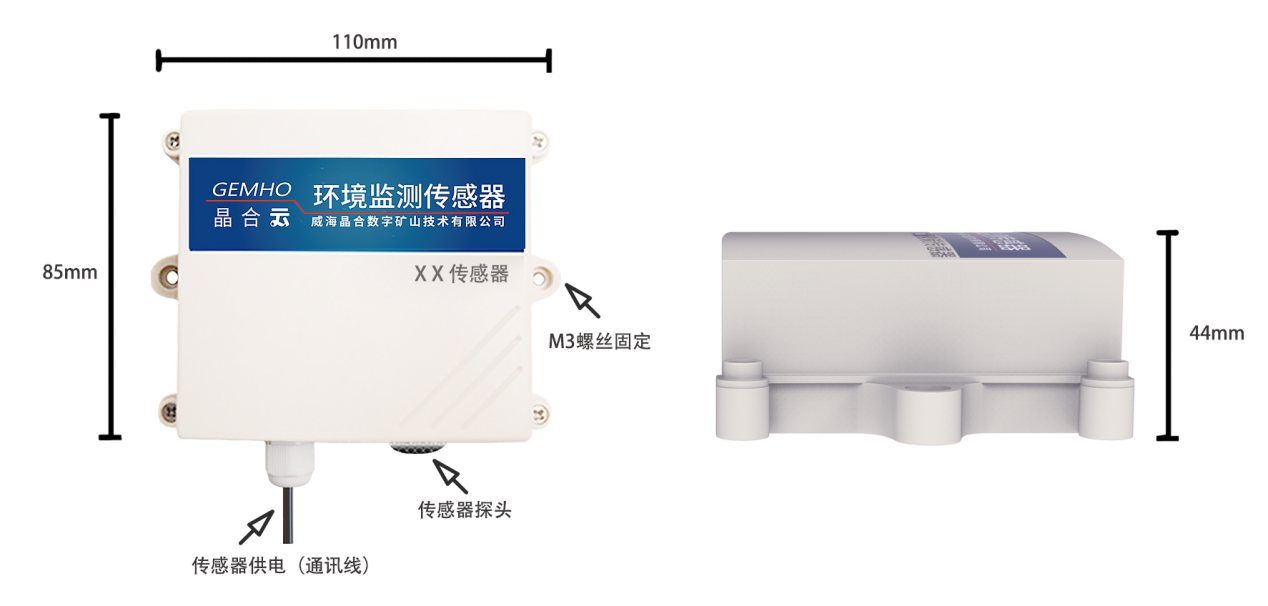 110mm
85mm
GEMHO
晶合云
环境监测传感器
威海晶合数字矿山技术有限公司
X X 传感器
M3螺丝固定
传感器探头
传感器供电（通讯线）
44mm